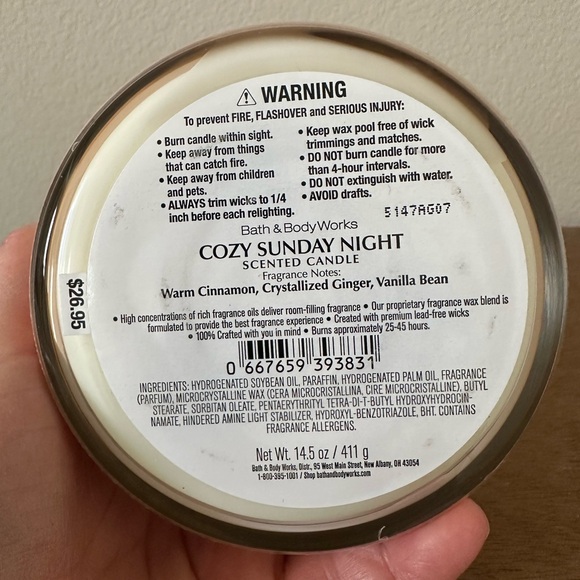 WARNING
To prevent FIRE, FLASHOVER and SERIOUS INJURY:
• Burn candle within sight.
• Keep away from things
that can catch fire.
• Keep away from children
and pets.
• ALWAYS trim wicks to 1/4
inch before each relighting.
• Keep wax pool free of wick
trimmings and matches.
• DO NOT burn candle for more
than 4-hour intervals.
• DO NOT extinguish with water.
• AVOID drafts.
5147AG07
Bath & Body Works
COZY SUNDAY NIGHT
SCENTED CANDLE
Fragrance Notes:
Warm Cinnamon, Crystallized Ginger, Vanilla Bean
$26.95
• High concentrations of rich fragrance oils deliver room-filling fragrance • Our proprietary fragrance wax blend is
formulated to provide the best fragrance experience • Created with premium lead-free wicks
• 100% Crafted with you in mind • Burns approximately 25-45 hours.
0 667659 393831
INGREDIENTS: HYDROGENATED SOYBEAN OIL, PARAFFIN, HYDROGENATED PALM OIL, FRAGRANCE
(PARFUM), MICROCRYSTALLINE WAX (CERA MICROCRISTALLINA, CIRE MICROCRISTALLINE), BUTYL
STEARATE, SORBITAN OLEATE, PENTAERYTHRITYL TETRA-DI-T-BUTYL HYDROXYHYDROCIN-
NAMATE, HINDERED AMINE LIGHT STABILIZER, HYDROXYL-BENZOTRIAZOLE, BHT. CONTAINS
FRAGRANCE ALLERGENS.
Net Wt. 14.5 oz / 411 g
Bath & Body Works, Distr., 95 West Main Street, New Albany, OH 43054
1-800-395-1001 / Shop bathandbodyworks.com